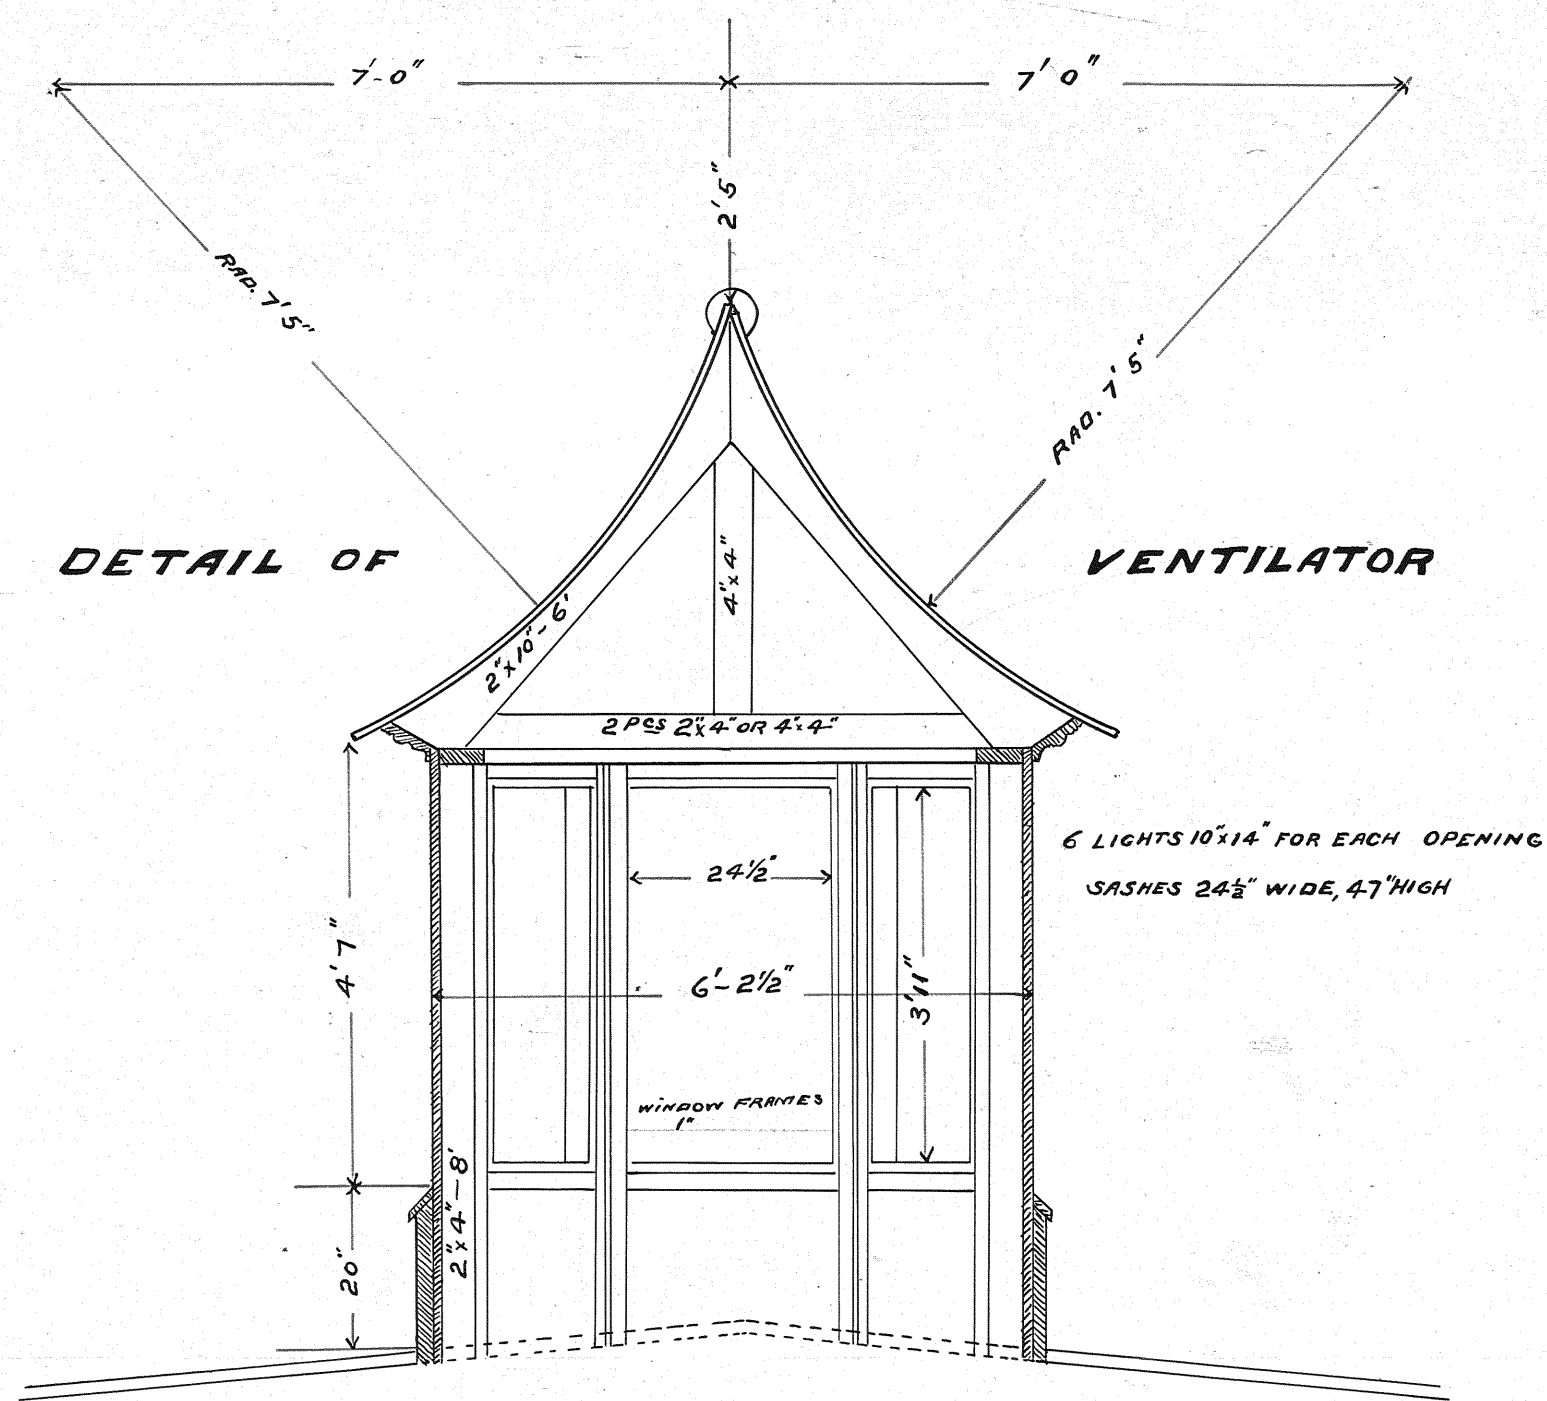 7'-0"
7' 0"
2' 5"
RAD. 7' 5"
RAD. 7' 5"
DETAIL OF VENTILATOR
4"x4"
2"x10"-6'
2 PCS 2"x4" OR 4"x4"
6 LIGHTS 10"x14" FOR EACH OPENING
SASHES 24½" WIDE, 47" HIGH
24½"
4' 7"
6'-2½"
3' 11"
WINDOW FRAMES
1"
2"x4"-8'
20"